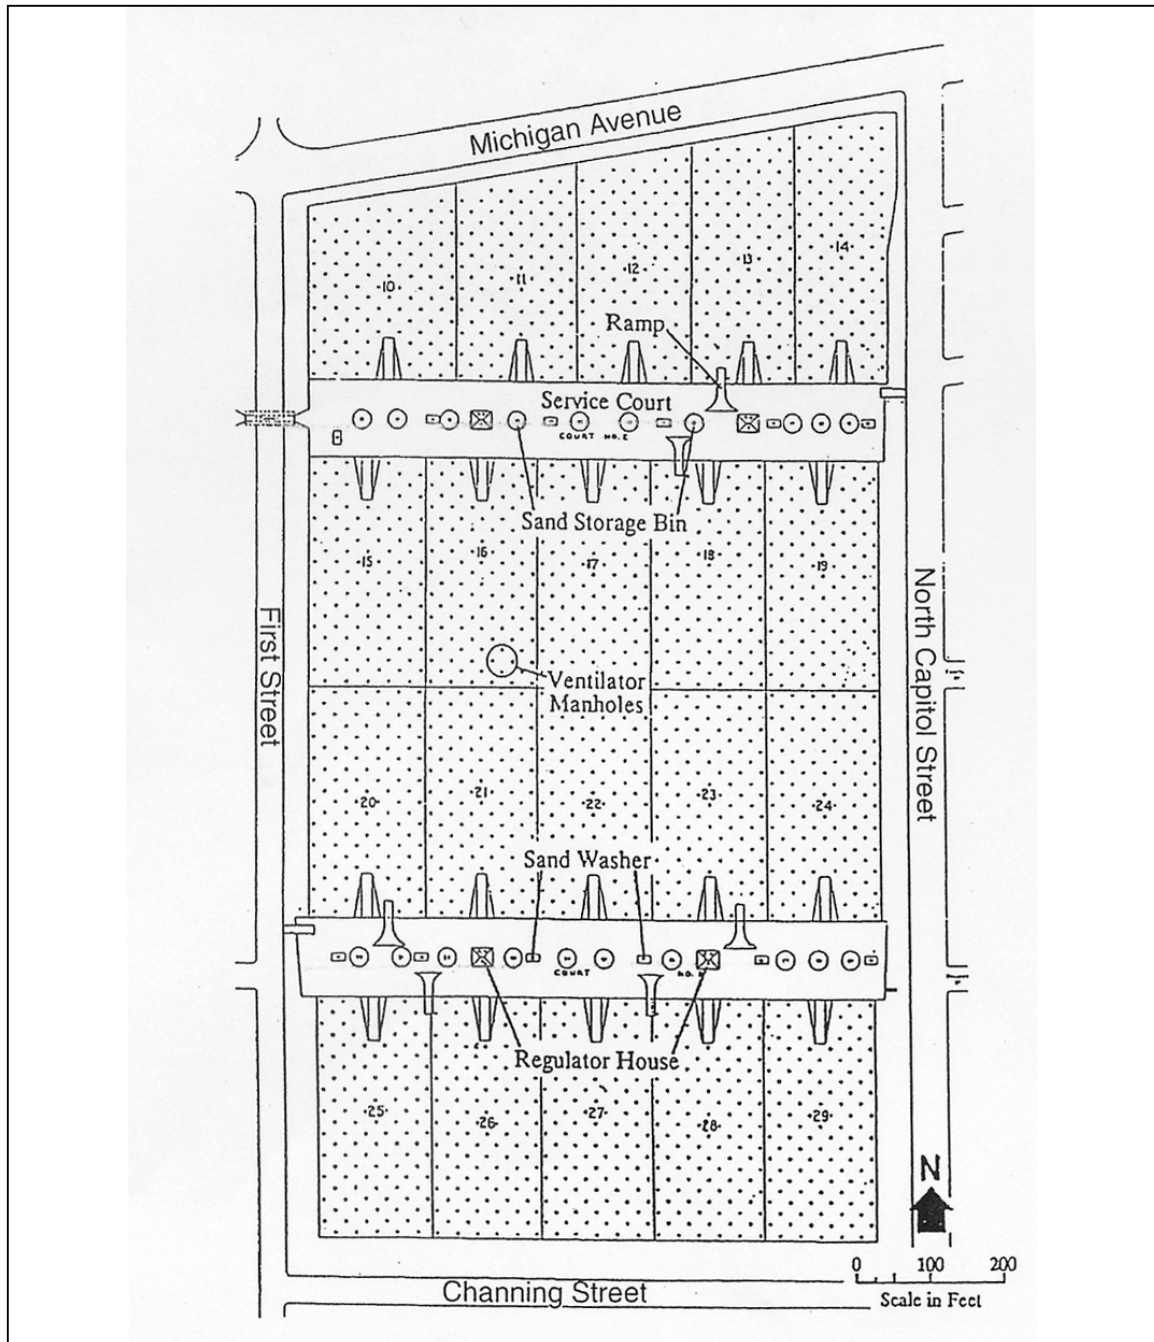 Michigan Avenue
14
13
12
11
10
Ramp
Service Court
COURT NO. 2
Sand Storage Bin
15
16
17
18
19
First Street
North Capitol Street
Ventilator
Manholes
20
21
22
23
24
Sand Washer
COURT NO.
Regulator House
25
26
27
28
29
N
0 100 200
Scale in Feet
Channing Street